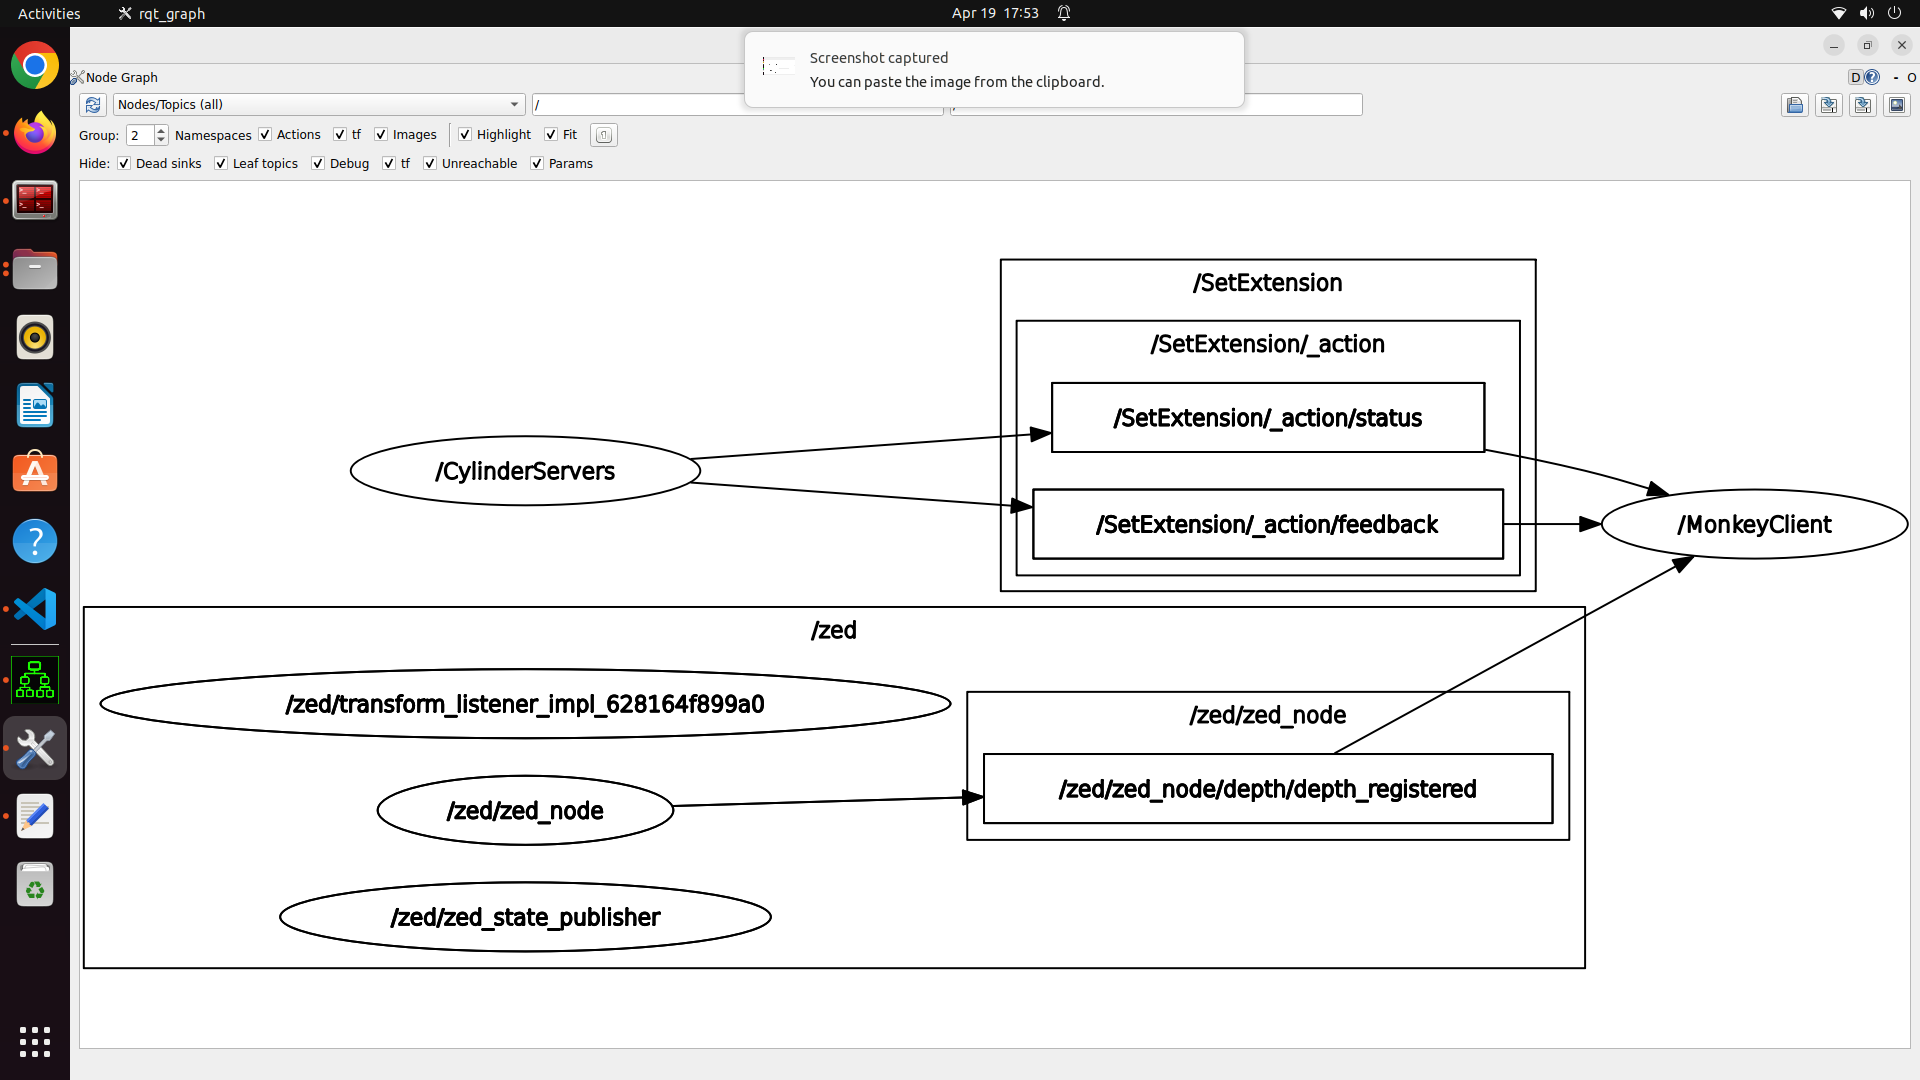 Activities rqt_graph Apr 19 17:53
Screenshot captured
You can paste the image from the clipboard.
Node Graph D ? - O
Nodes/Topics (all) / /
Group: 2 Namespaces Actions tf Images Highlight Fit
Hide: Dead sinks Leaf topics Debug tf Unreachable Params
/SetExtension
/SetExtension/_action
/SetExtension/_action/status
/CylinderServers
/SetExtension/_action/feedback
/MonkeyClient
/zed
/zed/transform_listener_impl_628164f899a0
/zed/zed_node
/zed/zed_node/depth/depth_registered
/zed/zed_node
/zed/zed_state_publisher